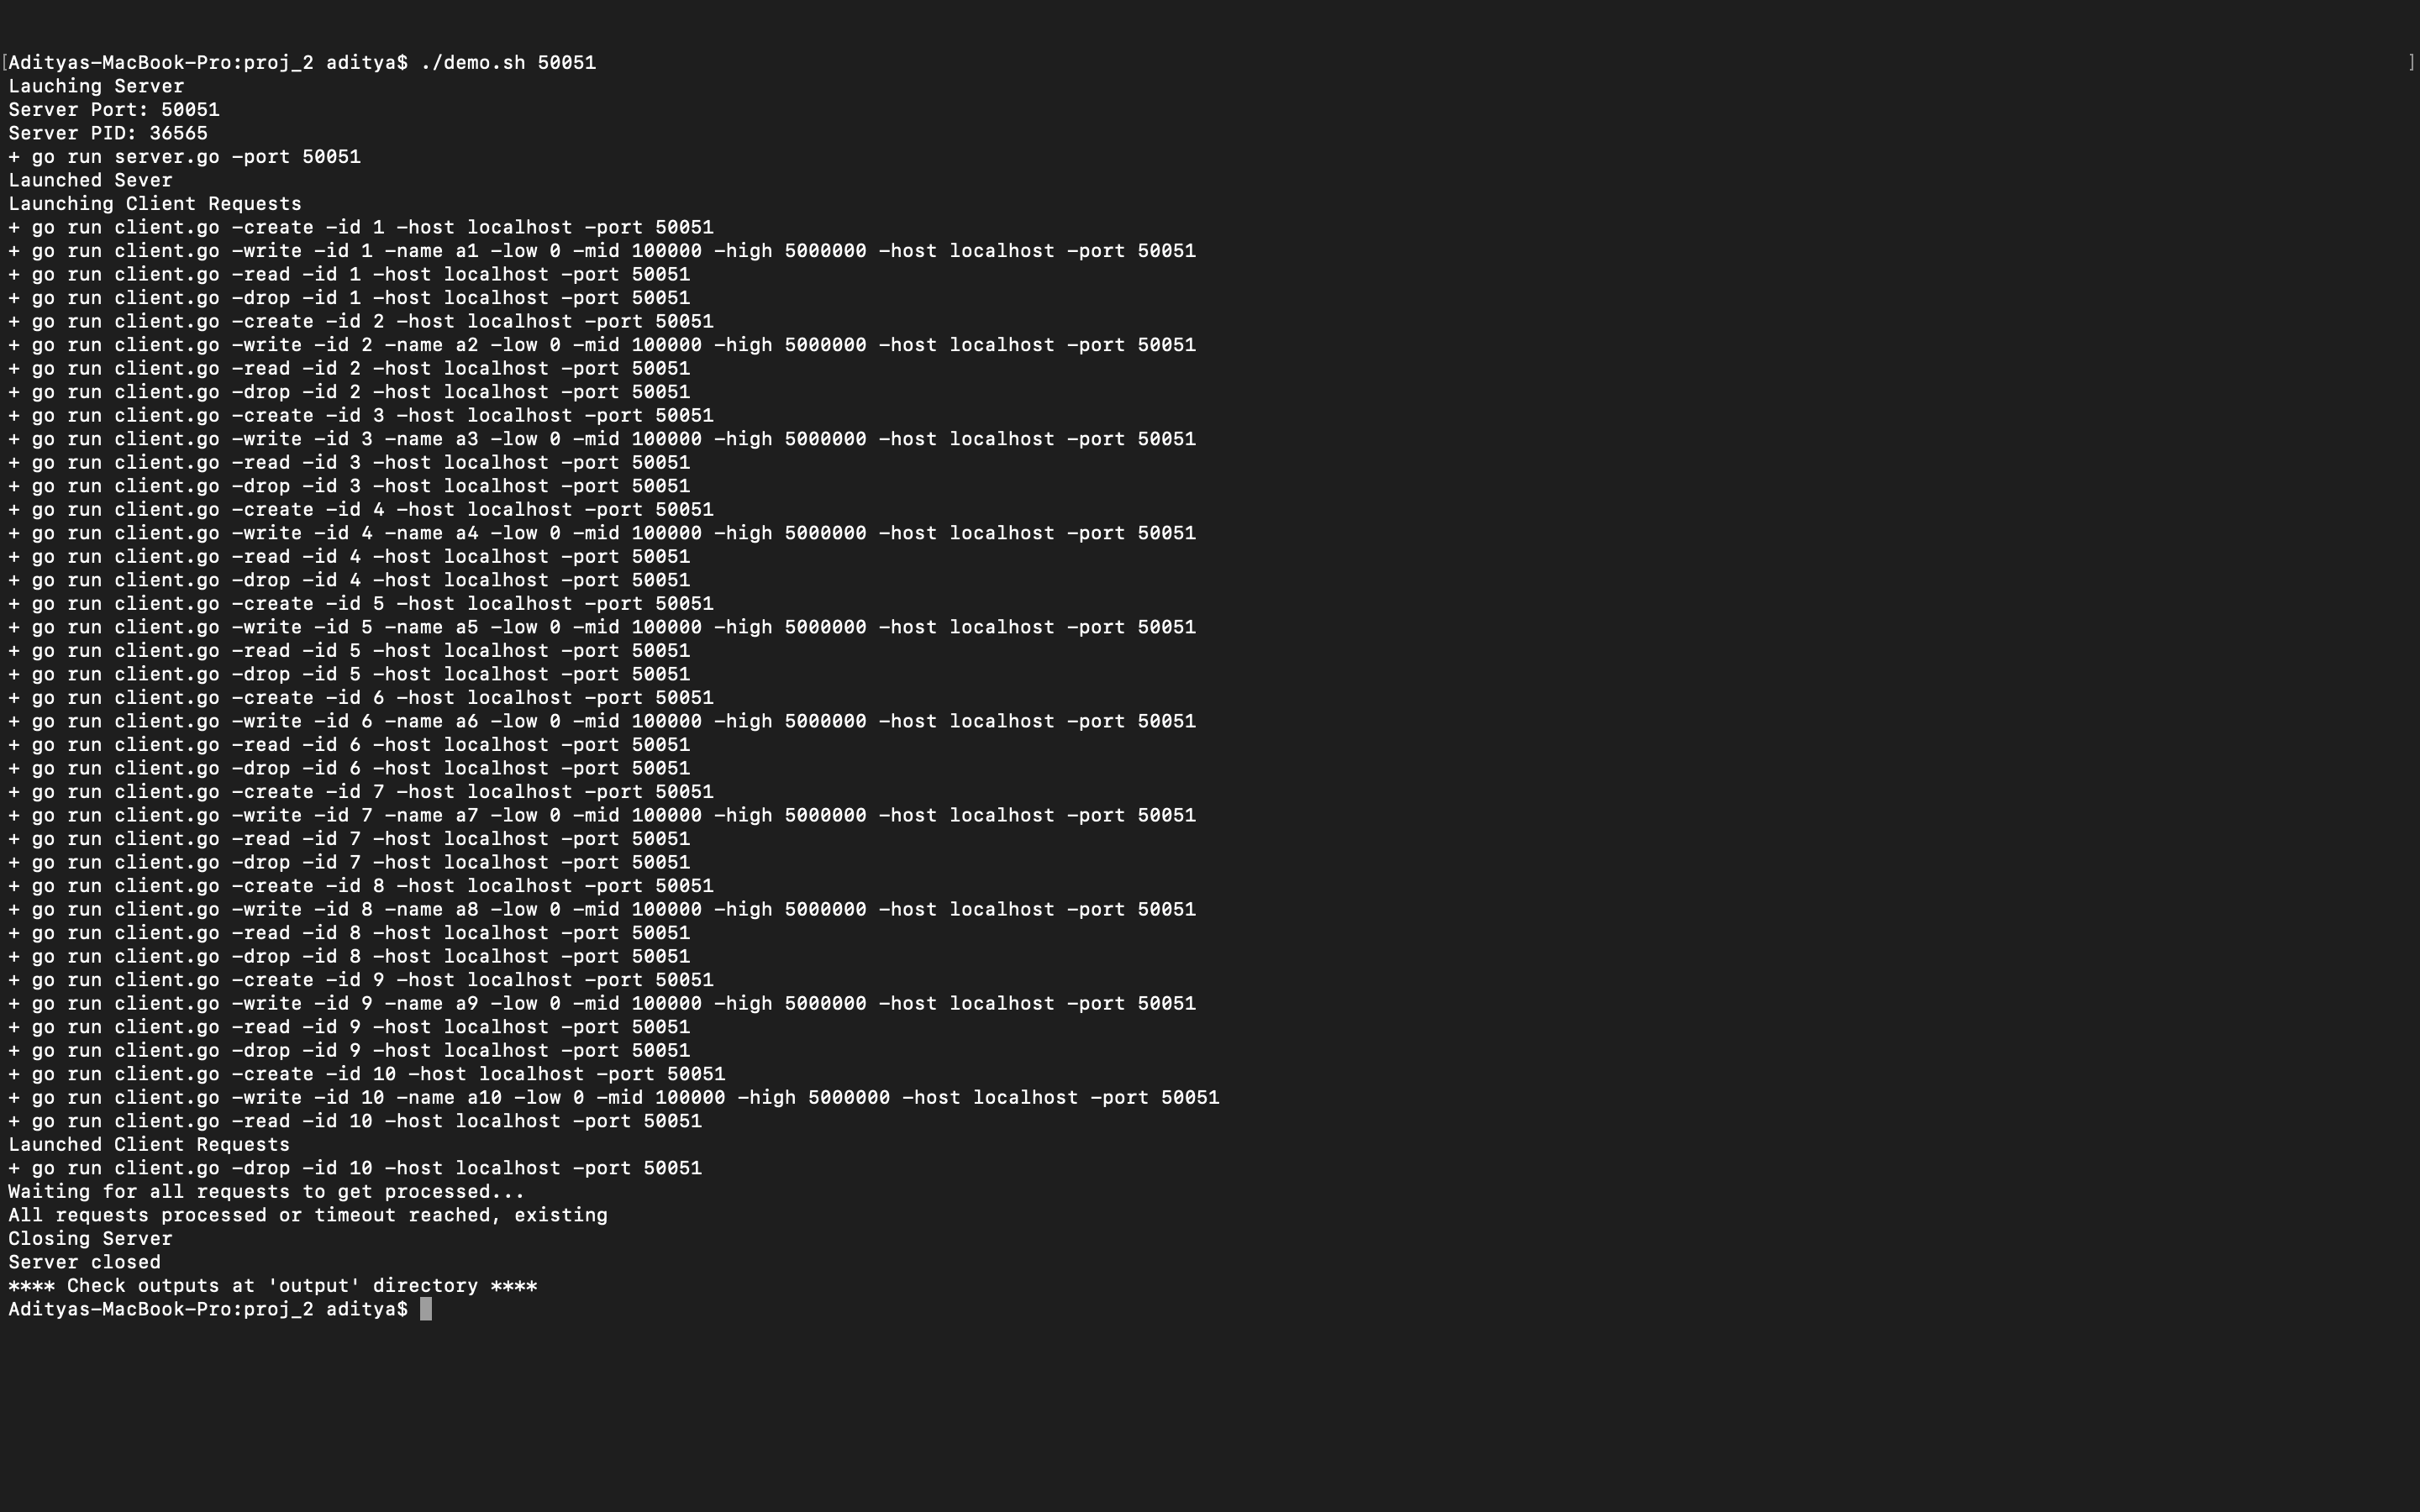 [Adityas-MacBook-Pro:proj_2 aditya$ ./demo.sh 50051 ]
Lauching Server
Server Port: 50051
Server PID: 36565
+ go run server.go -port 50051
Launched Sever
Launching Client Requests
+ go run client.go -create -id 1 -host localhost -port 50051
+ go run client.go -write -id 1 -name a1 -low 0 -mid 100000 -high 5000000 -host localhost -port 50051
+ go run client.go -read -id 1 -host localhost -port 50051
+ go run client.go -drop -id 1 -host localhost -port 50051
+ go run client.go -create -id 2 -host localhost -port 50051
+ go run client.go -write -id 2 -name a2 -low 0 -mid 100000 -high 5000000 -host localhost -port 50051
+ go run client.go -read -id 2 -host localhost -port 50051
+ go run client.go -drop -id 2 -host localhost -port 50051
+ go run client.go -create -id 3 -host localhost -port 50051
+ go run client.go -write -id 3 -name a3 -low 0 -mid 100000 -high 5000000 -host localhost -port 50051
+ go run client.go -read -id 3 -host localhost -port 50051
+ go run client.go -drop -id 3 -host localhost -port 50051
+ go run client.go -create -id 4 -host localhost -port 50051
+ go run client.go -write -id 4 -name a4 -low 0 -mid 100000 -high 5000000 -host localhost -port 50051
+ go run client.go -read -id 4 -host localhost -port 50051
+ go run client.go -drop -id 4 -host localhost -port 50051
+ go run client.go -create -id 5 -host localhost -port 50051
+ go run client.go -write -id 5 -name a5 -low 0 -mid 100000 -high 5000000 -host localhost -port 50051
+ go run client.go -read -id 5 -host localhost -port 50051
+ go run client.go -drop -id 5 -host localhost -port 50051
+ go run client.go -create -id 6 -host localhost -port 50051
+ go run client.go -write -id 6 -name a6 -low 0 -mid 100000 -high 5000000 -host localhost -port 50051
+ go run client.go -read -id 6 -host localhost -port 50051
+ go run client.go -drop -id 6 -host localhost -port 50051
+ go run client.go -create -id 7 -host localhost -port 50051
+ go run client.go -write -id 7 -name a7 -low 0 -mid 100000 -high 5000000 -host localhost -port 50051
+ go run client.go -read -id 7 -host localhost -port 50051
+ go run client.go -drop -id 7 -host localhost -port 50051
+ go run client.go -create -id 8 -host localhost -port 50051
+ go run client.go -write -id 8 -name a8 -low 0 -mid 100000 -high 5000000 -host localhost -port 50051
+ go run client.go -read -id 8 -host localhost -port 50051
+ go run client.go -drop -id 8 -host localhost -port 50051
+ go run client.go -create -id 9 -host localhost -port 50051
+ go run client.go -write -id 9 -name a9 -low 0 -mid 100000 -high 5000000 -host localhost -port 50051
+ go run client.go -read -id 9 -host localhost -port 50051
+ go run client.go -drop -id 9 -host localhost -port 50051
+ go run client.go -create -id 10 -host localhost -port 50051
+ go run client.go -write -id 10 -name a10 -low 0 -mid 100000 -high 5000000 -host localhost -port 50051
+ go run client.go -read -id 10 -host localhost -port 50051
Launched Client Requests
+ go run client.go -drop -id 10 -host localhost -port 50051
Waiting for all requests to get processed...
All requests processed or timeout reached, existing
Closing Server
Server closed
**** Check outputs at 'output' directory ****
Adityas-MacBook-Pro:proj_2 aditya$